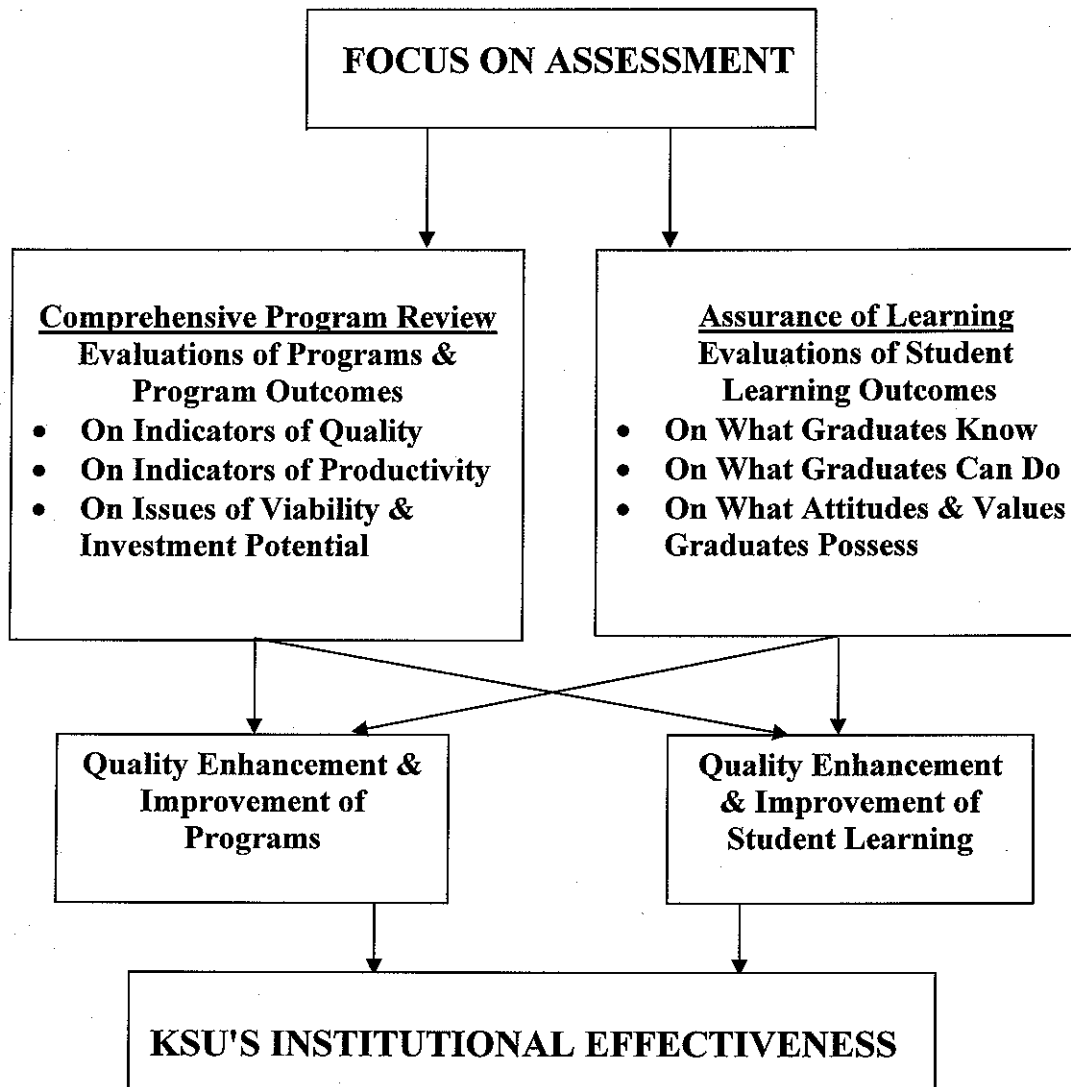 FOCUS ON ASSESSMENT
Comprehensive Program Review
Evaluations of Programs &
Program Outcomes
• On Indicators of Quality
• On Indicators of Productivity
• On Issues of Viability &
Investment Potential
Assurance of Learning
Evaluations of Student
Learning Outcomes
• On What Graduates Know
• On What Graduates Can Do
• On What Attitudes & Values
Graduates Possess
Quality Enhancement &
Improvement of
Programs
Quality Enhancement
& Improvement of
Student Learning
KSU'S INSTITUTIONAL EFFECTIVENESS